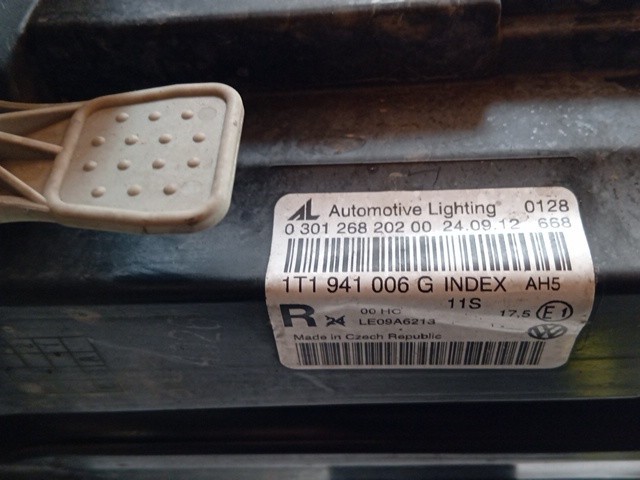 AL Automotive Lighting 0128
0 301 268 202 00 24.09.12 668
1T1 941 006 G INDEX AH5
11S
R 00 HC 17,5 E1
LE09A6213
Made in Czech Republic